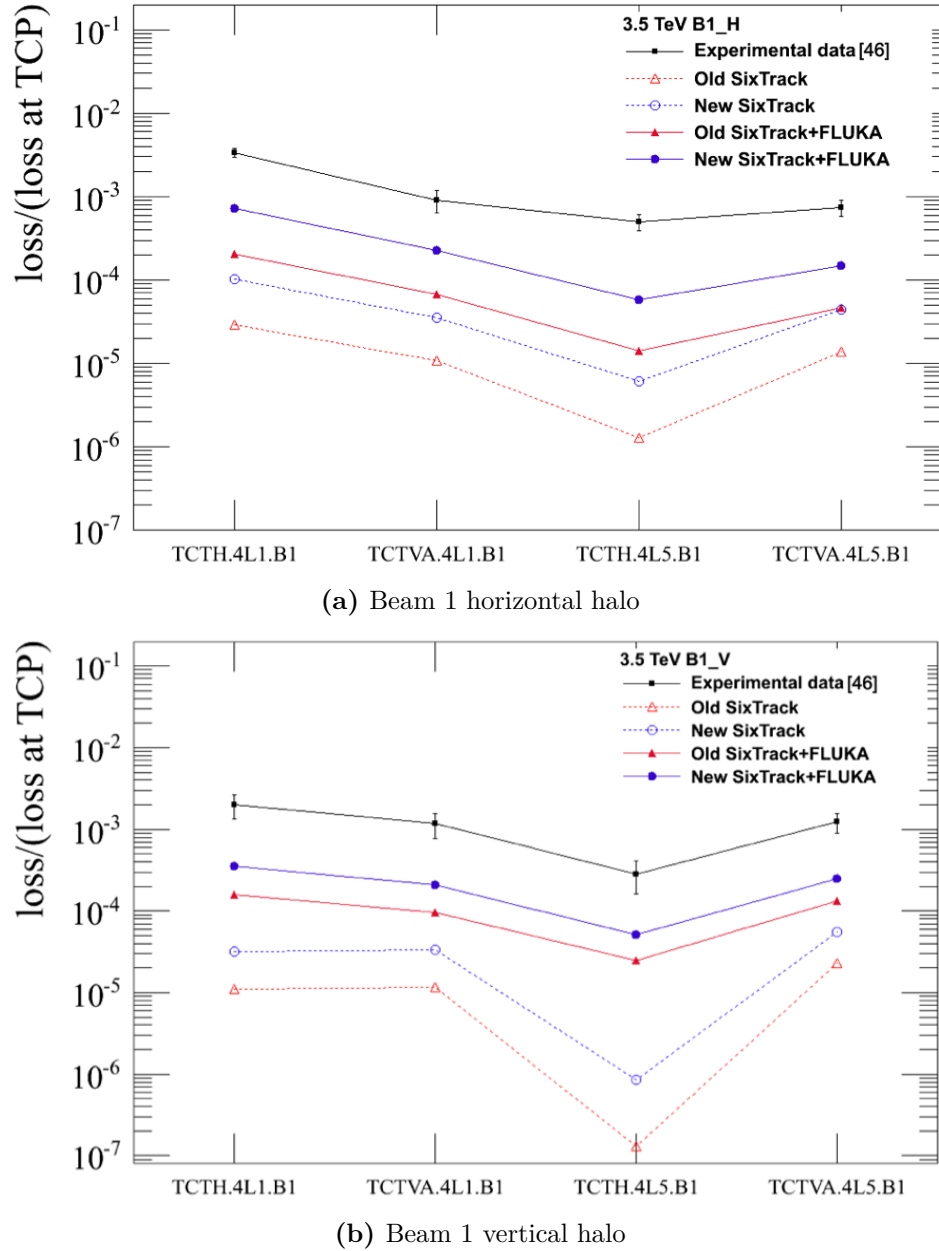 3.5 TeV B1_H
Experimental data [46]
Old SixTrack
New SixTrack
Old SixTrack+FLUKA
New SixTrack+FLUKA
loss/(loss at TCP)
10^-1
10^-2
10^-3
10^-4
10^-5
10^-6
10^-7
TCTH.4L1.B1 TCTVA.4L1.B1 TCTH.4L5.B1 TCTVA.4L5.B1
(a) Beam 1 horizontal halo
3.5 TeV B1_V
Experimental data [46]
Old SixTrack
New SixTrack
Old SixTrack+FLUKA
New SixTrack+FLUKA
loss/(loss at TCP)
10^-1
10^-2
10^-3
10^-4
10^-5
10^-6
10^-7
TCTH.4L1.B1 TCTVA.4L1.B1 TCTH.4L5.B1 TCTVA.4L5.B1
(b) Beam 1 vertical halo